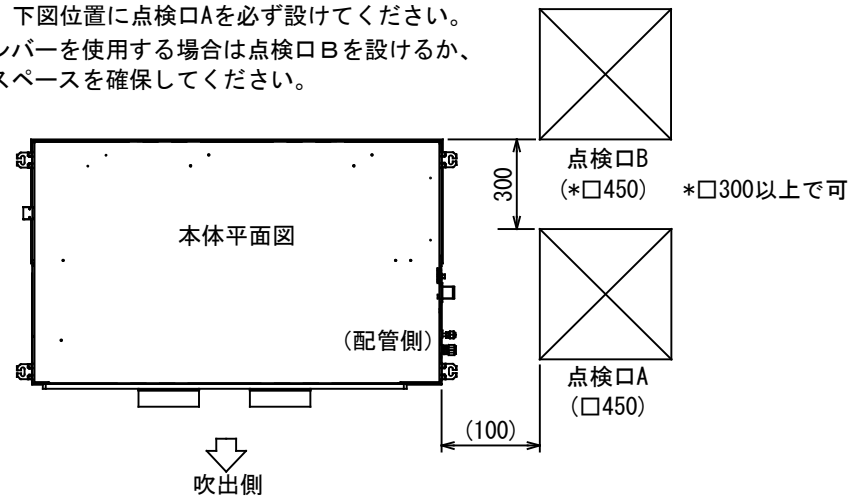 下図位置に点検口Aを必ず設けてください。
ンバーを使用する場合は点検口Ｂを設けるか、
スペースを確保してください。
点検口B
(*□450)
*□300以上で可
300
本体平面図
(配管側)
点検口A
(□450)
(100)
吹出側